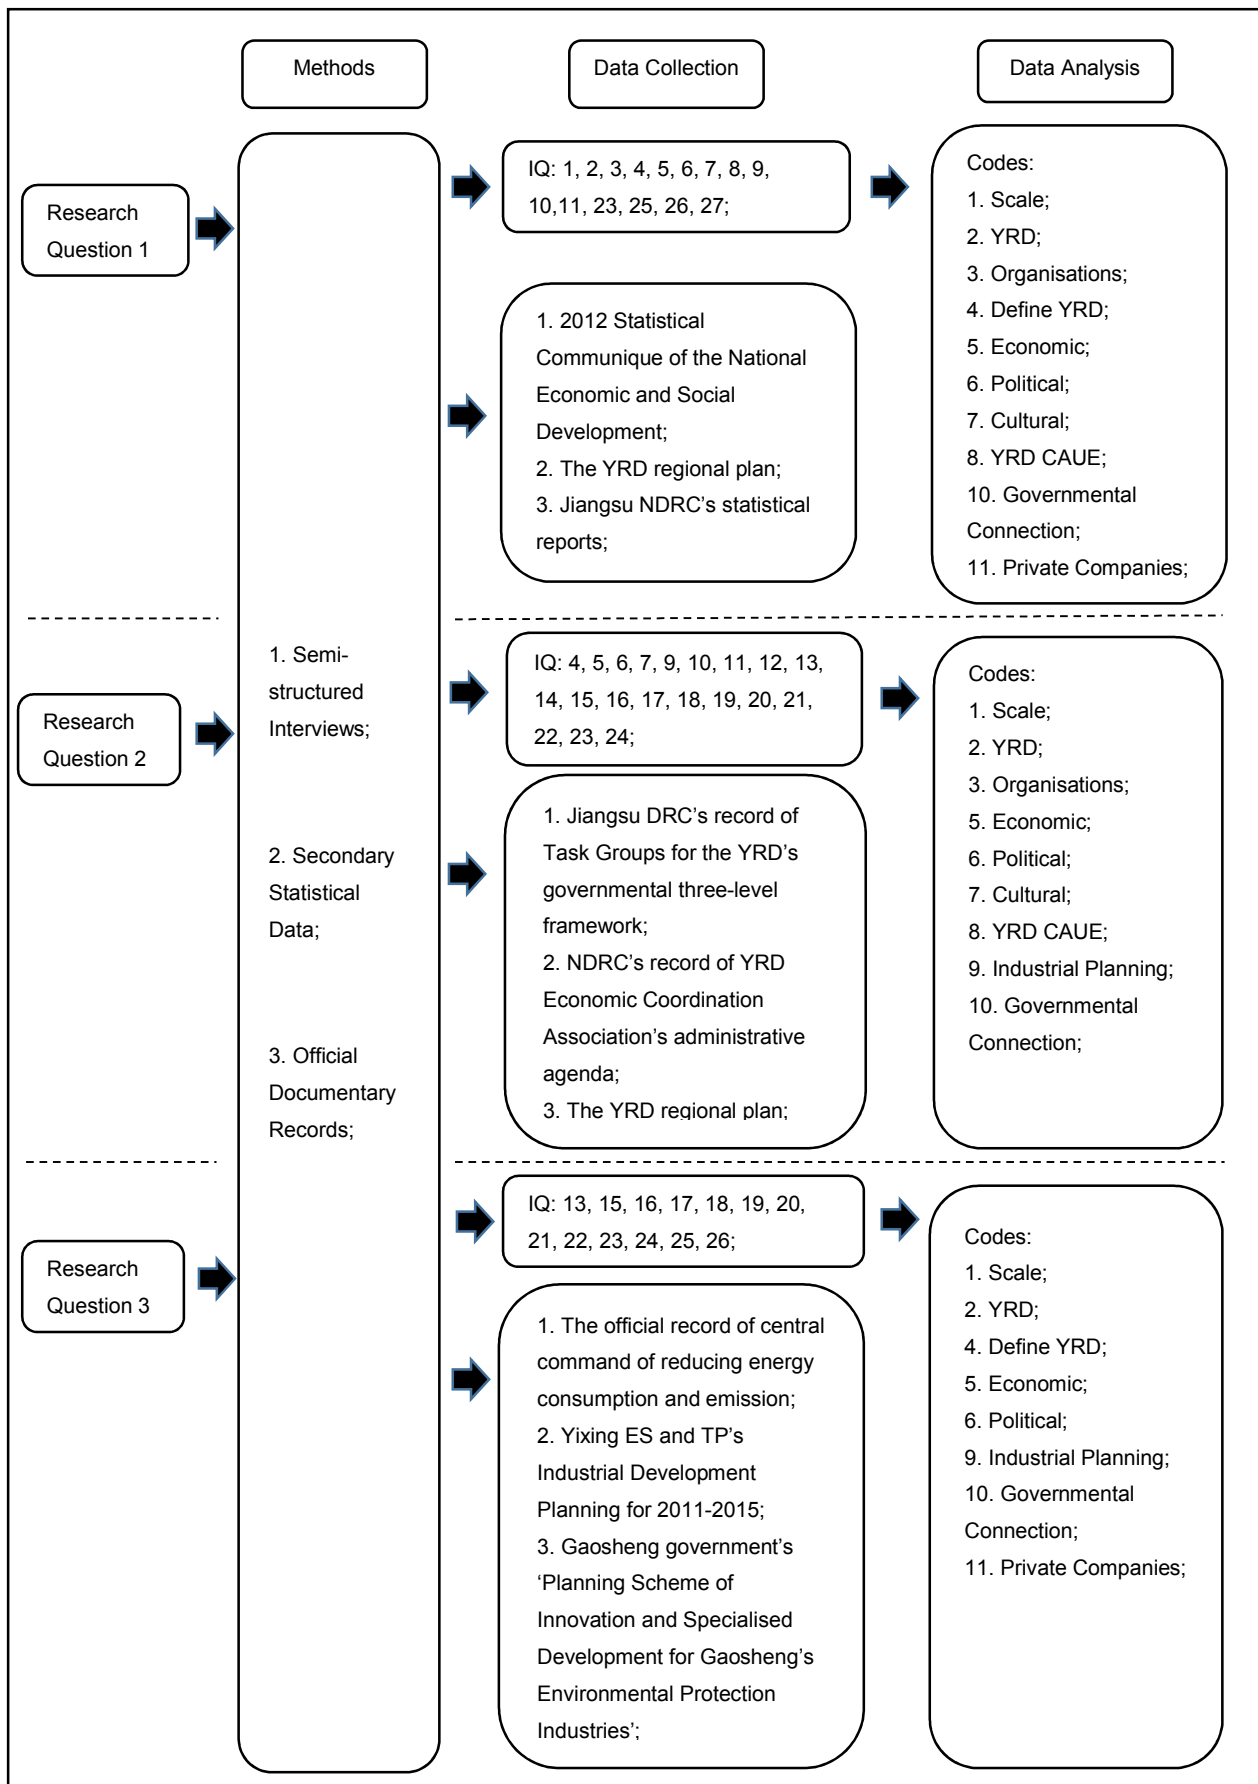 Methods
Data Collection
Data Analysis
Research
Question 1
IQ: 1, 2, 3, 4, 5, 6, 7, 8, 9,
10,11, 23, 25, 26, 27;
1. 2012 Statistical
Communique of the National
Economic and Social
Development;
2. The YRD regional plan;
3. Jiangsu NDRC’s statistical
reports;
Codes:
1. Scale;
2. YRD;
3. Organisations;
4. Define YRD;
5. Economic;
6. Political;
7. Cultural;
8. YRD CAUE;
10. Governmental
Connection;
11. Private Companies;
1. Semi-
structured
Interviews;
2. Secondary
Statistical
Data;
3. Official
Documentary
Records;
Research
Question 2
IQ: 4, 5, 6, 7, 9, 10, 11, 12, 13,
14, 15, 16, 17, 18, 19, 20, 21,
22, 23, 24;
1. Jiangsu DRC’s record of
Task Groups for the YRD’s
governmental three-level
framework;
2. NDRC’s record of YRD
Economic Coordination
Association’s administrative
agenda;
3. The YRD regional plan;
Codes:
1. Scale;
2. YRD;
3. Organisations;
5. Economic;
6. Political;
7. Cultural;
8. YRD CAUE;
9. Industrial Planning;
10. Governmental
Connection;
Research
Question 3
IQ: 13, 15, 16, 17, 18, 19, 20,
21, 22, 23, 24, 25, 26;
1. The official record of central
command of reducing energy
consumption and emission;
2. Yixing ES and TP’s
Industrial Development
Planning for 2011-2015;
3. Gaosheng government’s
‘Planning Scheme of
Innovation and Specialised
Development for Gaosheng’s
Environmental Protection
Industries’;
Codes:
1. Scale;
2. YRD;
4. Define YRD;
5. Economic;
6. Political;
9. Industrial Planning;
10. Governmental
Connection;
11. Private Companies;